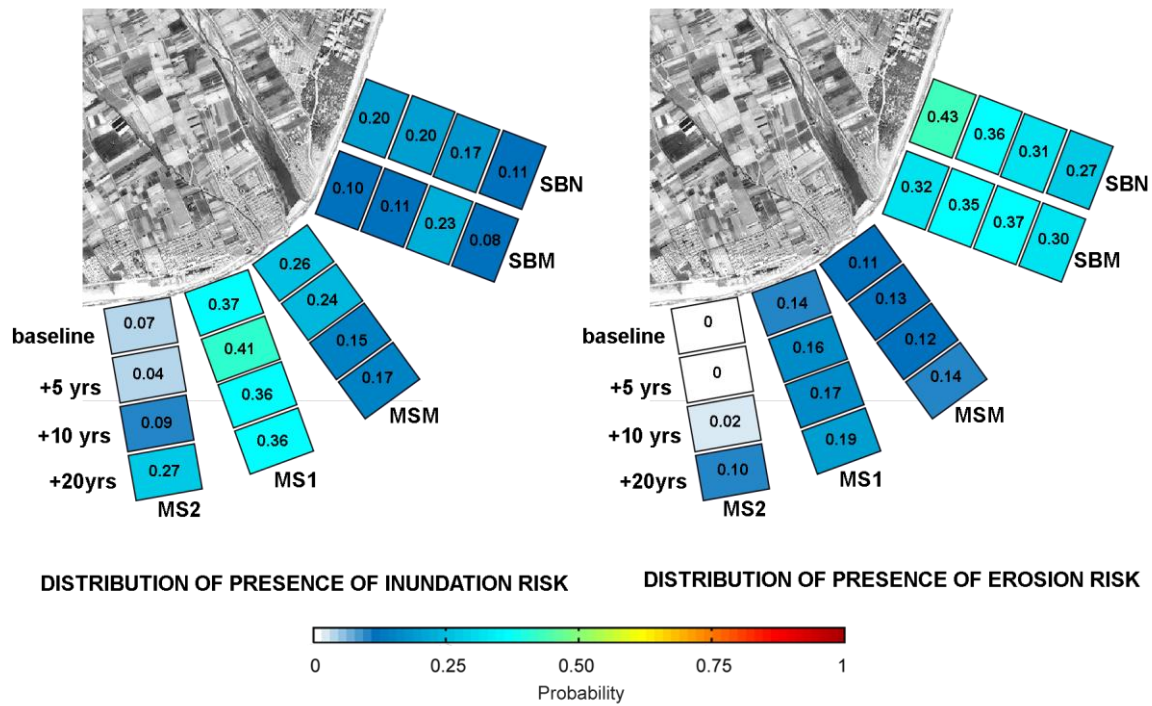 0.20 0.20 0.17 0.11 SBN
0.10 0.11 0.23 0.08 SBM
0.26 0.24 0.15 0.17 MSM
0.37 0.41 0.36 0.36 MS1
0.07 0.04 0.09 0.27 MS2
baseline
+5 yrs
+10 yrs
+20yrs
DISTRIBUTION OF PRESENCE OF INUNDATION RISK
0.43 0.36 0.31 0.27 SBN
0.32 0.35 0.37 0.30 SBM
0.11 0.13 0.12 0.14 MSM
0.14 0.16 0.17 0.19 MS1
0 0 0.02 0.10 MS2
baseline
+5 yrs
+10 yrs
+20yrs
DISTRIBUTION OF PRESENCE OF EROSION RISK
0 0.25 0.50 0.75 1
Probability